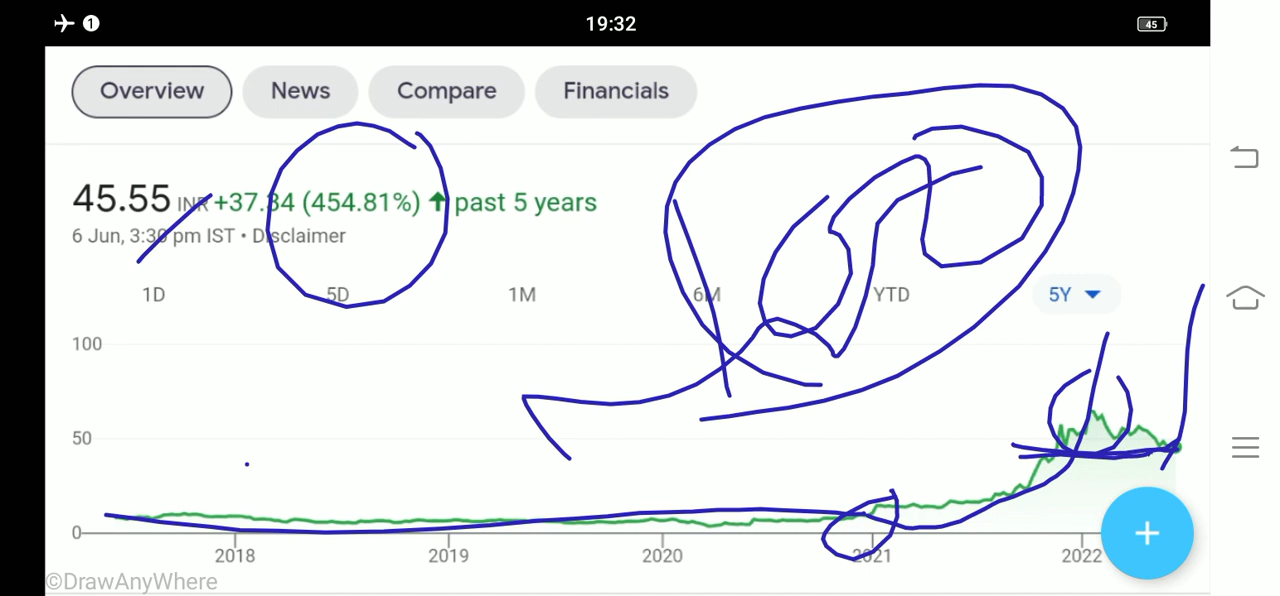 1 19:32 45
Overview News Compare Financials
45.55 INR +37.34 (454.81%) ↑ past 5 years
6 Jun, 3:30 pm IST • Disclaimer
1D 5D 1M 6M YTD 5Y
100
50
0
2018 2019 2020 2021 2022
+
©DrawAnyWhere